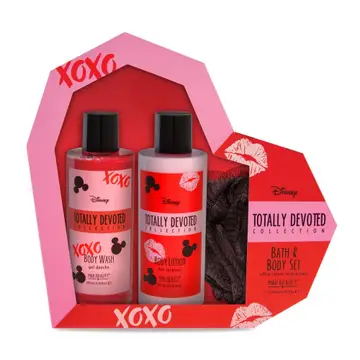 XOXO
Disney
TOTALLY DEVOTED
COLLECTION
XOXO
XOXO
BODY WASH
gel douche
Disney
TOTALLY DEVOTED
COLLECTION
BODY LOTION
Disney
TOTALLY DEVOTED
COLLECTION
BATH &
BODY SET
XOXO